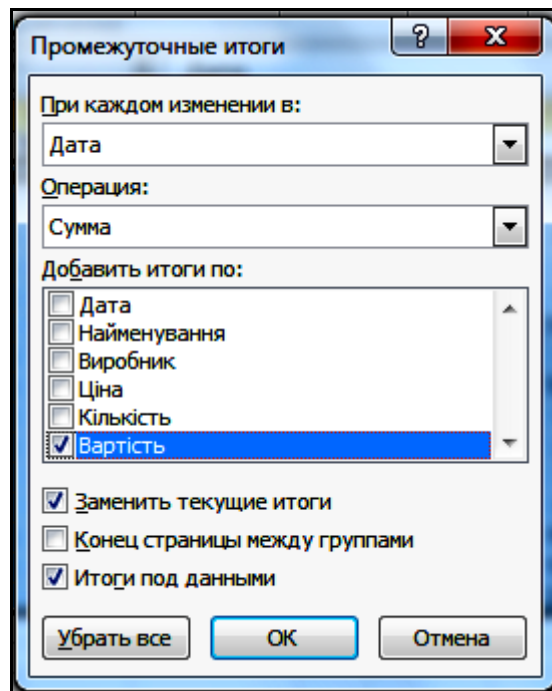 Промежуточные итоги
При каждом изменении в:
Дата
Операция:
Сумма
Добавить итоги по:
Дата
Найменування
Виробник
Ціна
Кількість
Вартість
Заменить текущие итоги
Конец страницы между группами
Итоги под данными
Убрать все ОК Отмена